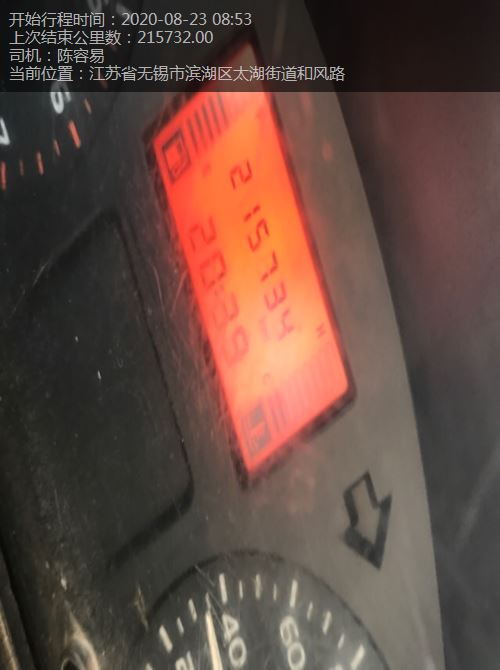 开始行程时间：2020-08-23 08:53
上次结束公里数：215732.00
司机：陈容易
当前位置：江苏省无锡市滨湖区太湖街道和风路
215734
20:39
H
C
40
60